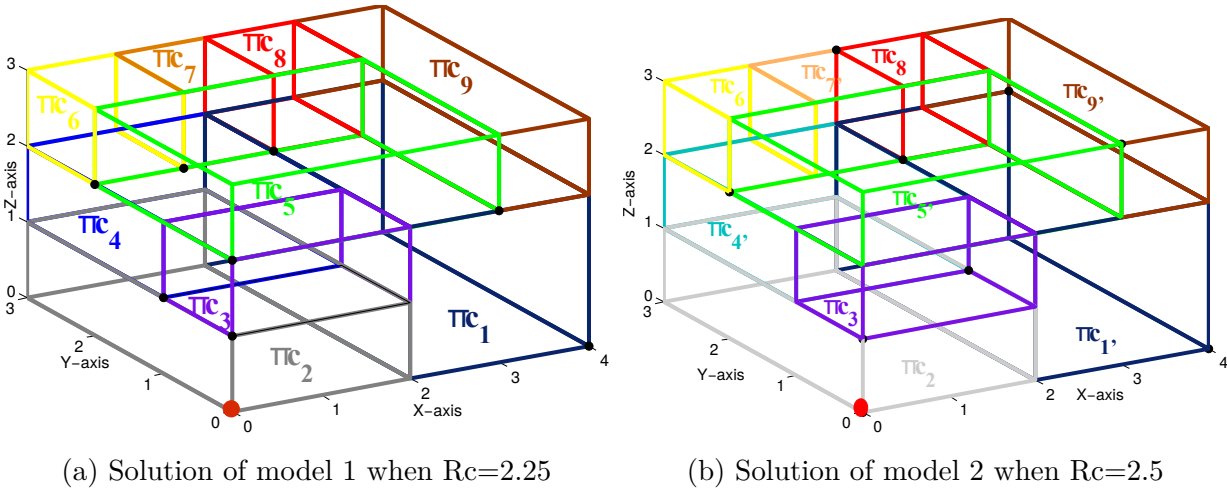 3
2
1
0
Z−axis
3
2
1
0
Y−axis
0
1
2
3
4
X−axis
πc6
πc7
πc8
πc9
πc5
πc4
πc3
πc2
πc1
3
2
1
0
Z−axis
3
2
1
0
Y−axis
0
1
2
3
4
X−axis
πc6
πc7'
πc8
πc9'
πc5'
πc4'
πc3
πc2
πc1'
(a) Solution of model 1 when Rc=2.25
(b) Solution of model 2 when Rc=2.5